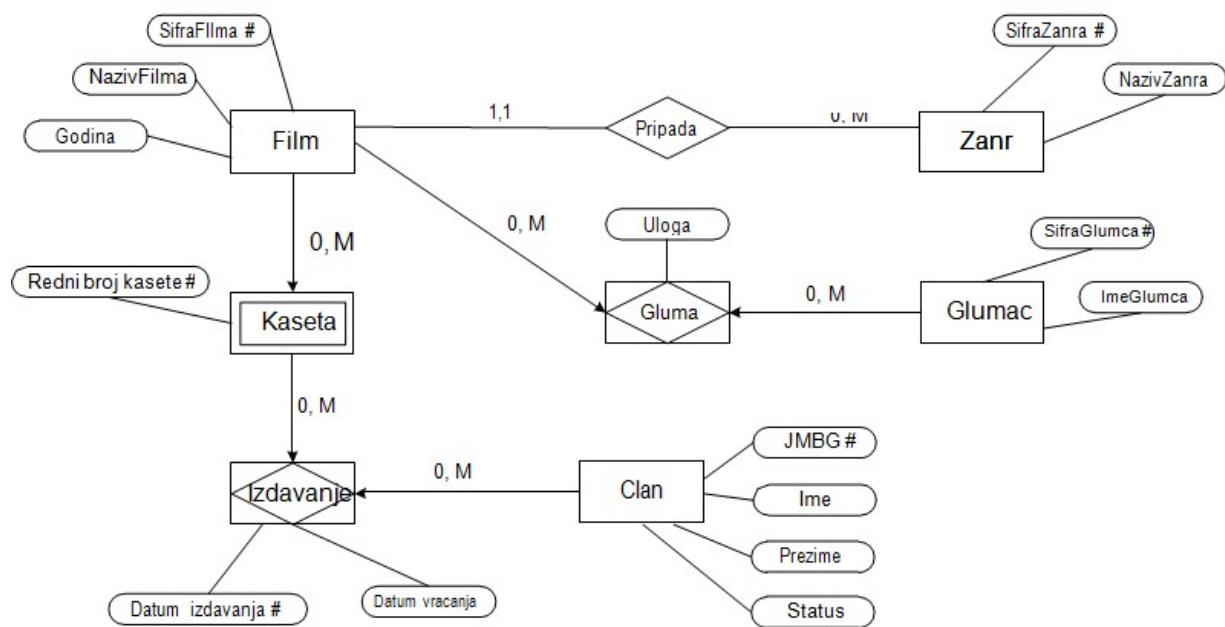 SifraFIlma #
SifraZanra #
NazivFilma
NazivZanra
Godina
Film
1,1
Pripada
0, M
Zanr
0, M
0, M
Uloga
SifraGlumca #
Redni broj kasete #
Kaseta
Gluma
0, M
Glumac
ImeGlumca
0, M
JMBG #
Izdavanje
0, M
Clan
Ime
Prezime
Datum izdavanja #
Datum vracanja
Status